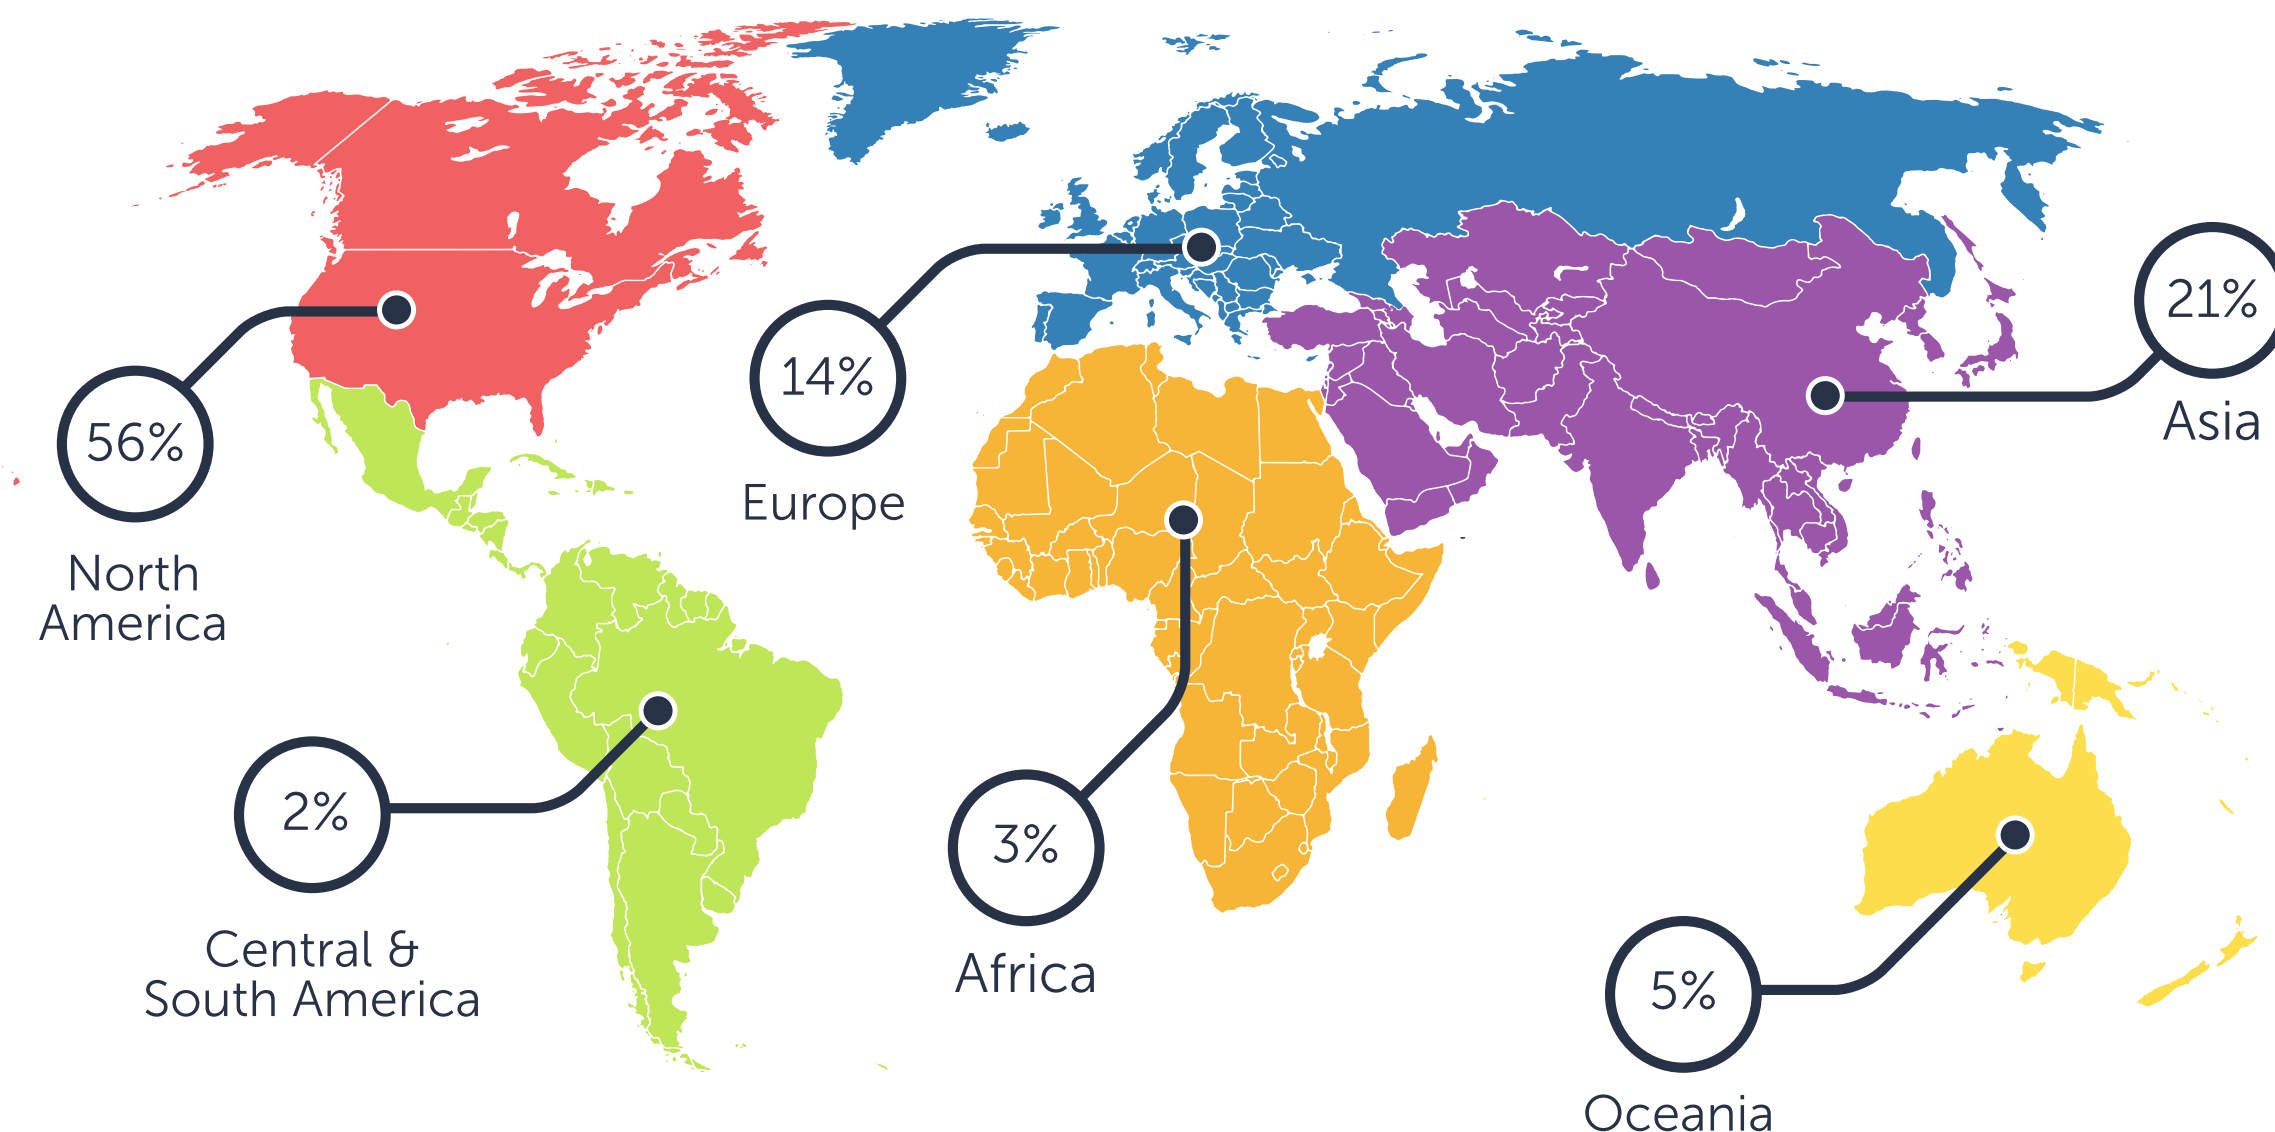 56%
North
America
14%
Europe
21%
Asia
2%
Central &
South America
3%
Africa
5%
Oceania